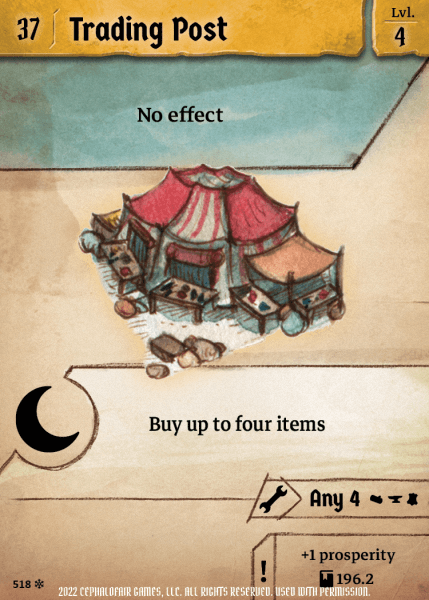 37 Trading Post
Lvl.
4
No effect
Buy up to four items
Any 4
+1 prosperity
! 196.2
518
2022 CEPHALOFAIR GAMES, LLC. ALL RIGHTS RESERVED. USED WITH PERMISSION.